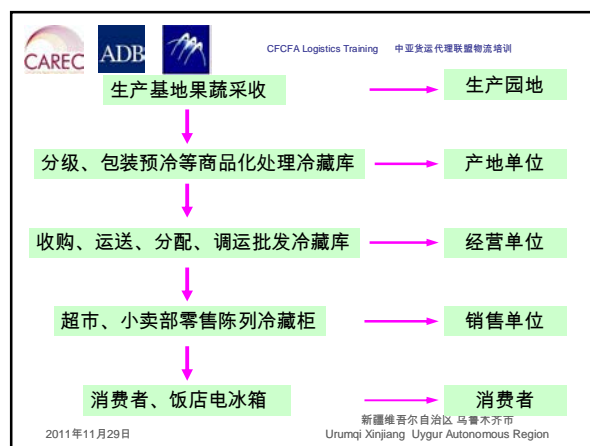 CAREC
ADB
CFCFA Logistics Training 中亚货运代理联盟物流培训
生产基地果蔬采收
生产园地
分级、包装预冷等商品化处理冷藏库
产地单位
收购、运送、分配、调运批发冷藏库
经营单位
超市、小卖部零售陈列冷藏柜
销售单位
消费者、饭店电冰箱
消费者
2011年11月29日
新疆维吾尔自治区 乌鲁木齐市
Urumqi Xinjiang Uygur Autonomous Region